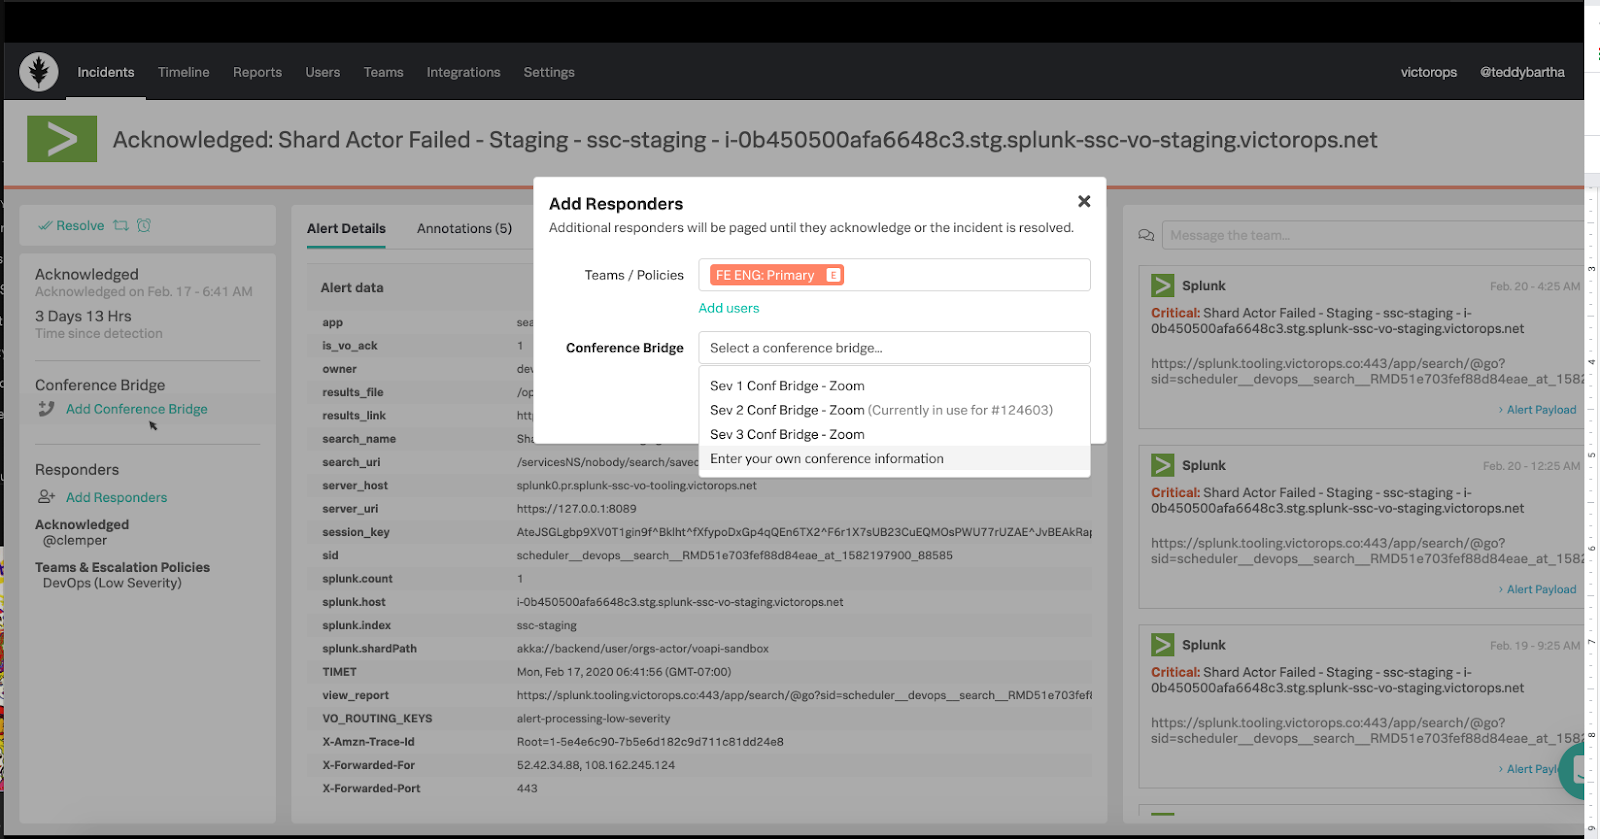 Incidents Timeline Reports Users Teams Integrations Settings victorops @teddybartha
Acknowledged: Shard Actor Failed - Staging - ssc-staging - i-0b450500afa6648c3.stg.splunk-ssc-vo-staging.victorops.net
Resolve
Acknowledged
Acknowledged on Feb. 17 - 6:41 AM
3 Days 13 Hrs
Time since detection
Conference Bridge
Add Conference Bridge
Responders
Add Responders
Acknowledged
@clemper
Teams & Escalation Policies
DevOps (Low Severity)
Alert Details Annotations (5)
Alert data
app sea
is_vo_ack 1
owner dev
results_file /op
results_link htt
search_name Sha
search_uri /servicesNS/nobody/search/saved
server_host splunk0.pr.splunk-ssc-vo-tooling.victorops.net
server_uri https://127.0.0.1:8089
session_key
sid scheduler__devops__search__RMD51e703fef88d84eae_at_1582197900_88585
splunk.count 1
splunk.host i-0b450500afa6648c3.stg.splunk-ssc-vo-staging.victorops.net
splunk.index ssc-staging
splunk.shardPath akka://backend/user/orgs-actor/voapi-sandbox
TIMET Mon, Feb 17, 2020 06:41:56 (GMT-07:00)
view_report https://splunk.tooling.victorops.co:443/app/search/@go?sid=scheduler__devops__search__RMD51e703fef8
VO_ROUTING_KEYS alert-processing-low-severity
X-Amzn-Trace-Id Root=1-5e4e6c90-7b5e6d182c9d711c81dd24e8
X-Forwarded-For 52.42.34.88, 108.162.245.124
X-Forwarded-Port 443
Add Responders
Additional responders will be paged until they acknowledge or the incident is resolved.
Teams / Policies FE ENG: Primary E
Add users
Conference Bridge Select a conference bridge...
Sev 1 Conf Bridge - Zoom
Sev 2 Conf Bridge - Zoom (Currently in use for #124603)
Sev 3 Conf Bridge - Zoom
Enter your own conference information
Message the team...
Splunk Feb. 20 - 4:25 AM
Critical: Shard Actor Failed - Staging - ssc-staging - i-
0b450500afa6648c3.stg.splunk-ssc-vo-staging.victorops.net
https://splunk.tooling.victorops.co:443/app/search/@go?
sid=scheduler__devops__search__RMD51e703fef88d84eae_at_1582
› Alert Payload
Splunk Feb. 20 - 12:25 AM
Critical: Shard Actor Failed - Staging - ssc-staging - i-
0b450500afa6648c3.stg.splunk-ssc-vo-staging.victorops.net
https://splunk.tooling.victorops.co:443/app/search/@go?
sid=scheduler__devops__search__RMD51e703fef88d84eae_at_1582
› Alert Payload
Splunk Feb. 19 - 9:25 AM
Critical: Shard Actor Failed - Staging - ssc-staging - i-
0b450500afa6648c3.stg.splunk-ssc-vo-staging.victorops.net
https://splunk.tooling.victorops.co:443/app/search/@go?
sid=scheduler__devops__search__RMD51e703fef88d84eae_at_1582
› Alert Paylo
3
4
5
6
7
8
9